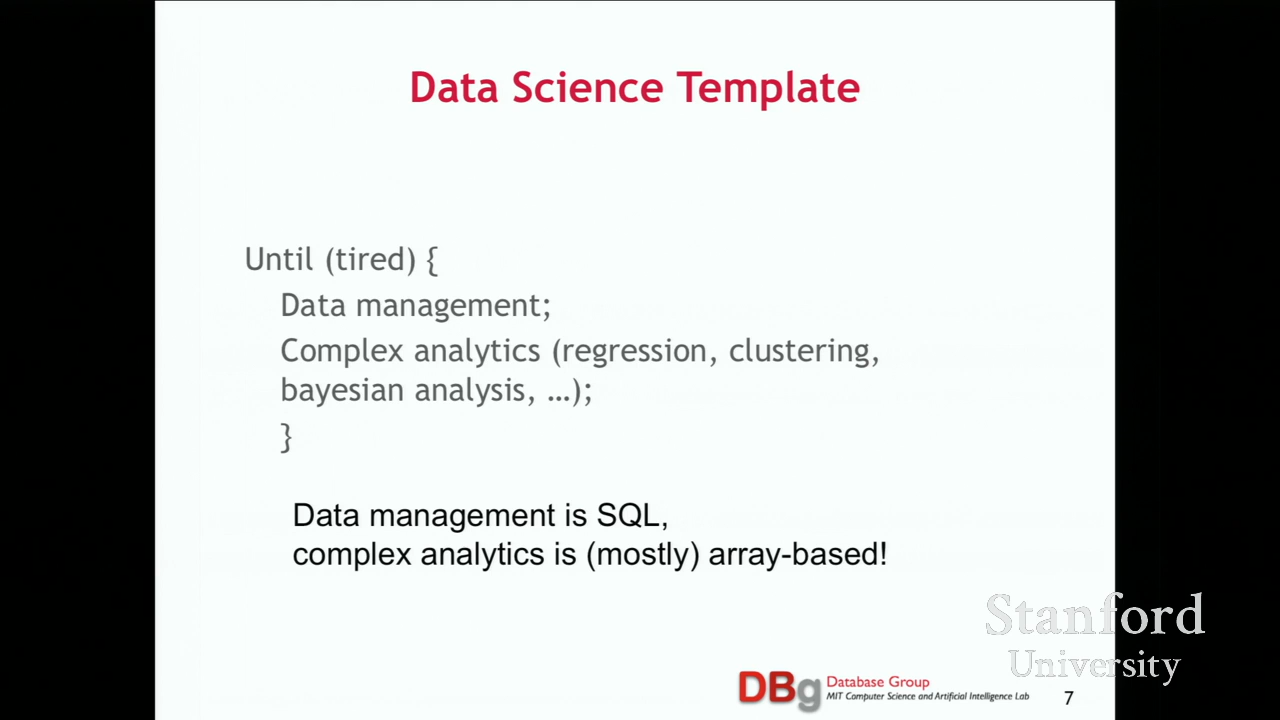 Data Science Template
Until (tired) {
Data management;
Complex analytics (regression, clustering,
bayesian analysis, …);
}
Data management is SQL,
complex analytics is (mostly) array-based!
Stanford
University
DBg
Database Group
MIT Computer Science and Artificial Intelligence Lab
7